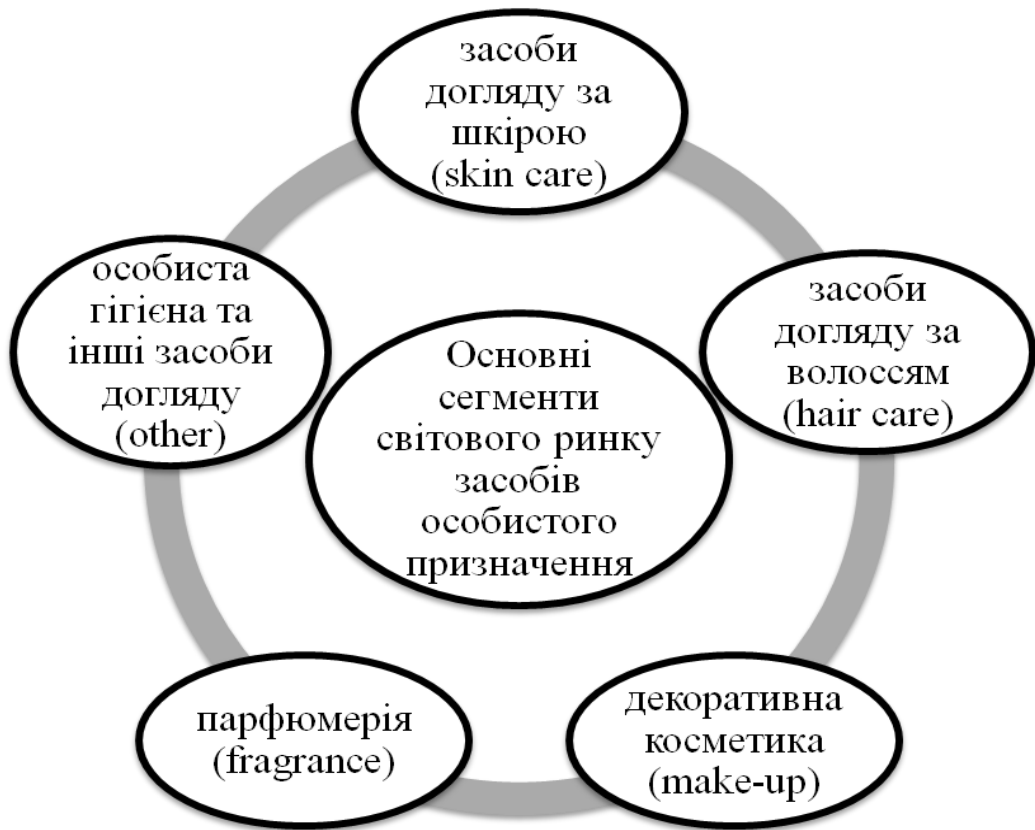 засоби
догляду за
шкірою
(skin care)
засоби
догляду за
волоссям
(hair care)
декоративна
косметика
(make-up)
парфюмерія
(fragrance)
особиста
гігієна та
інші засоби
догляду
(other)
Основні
сегменти
світового ринку
засобів
особистого
призначення